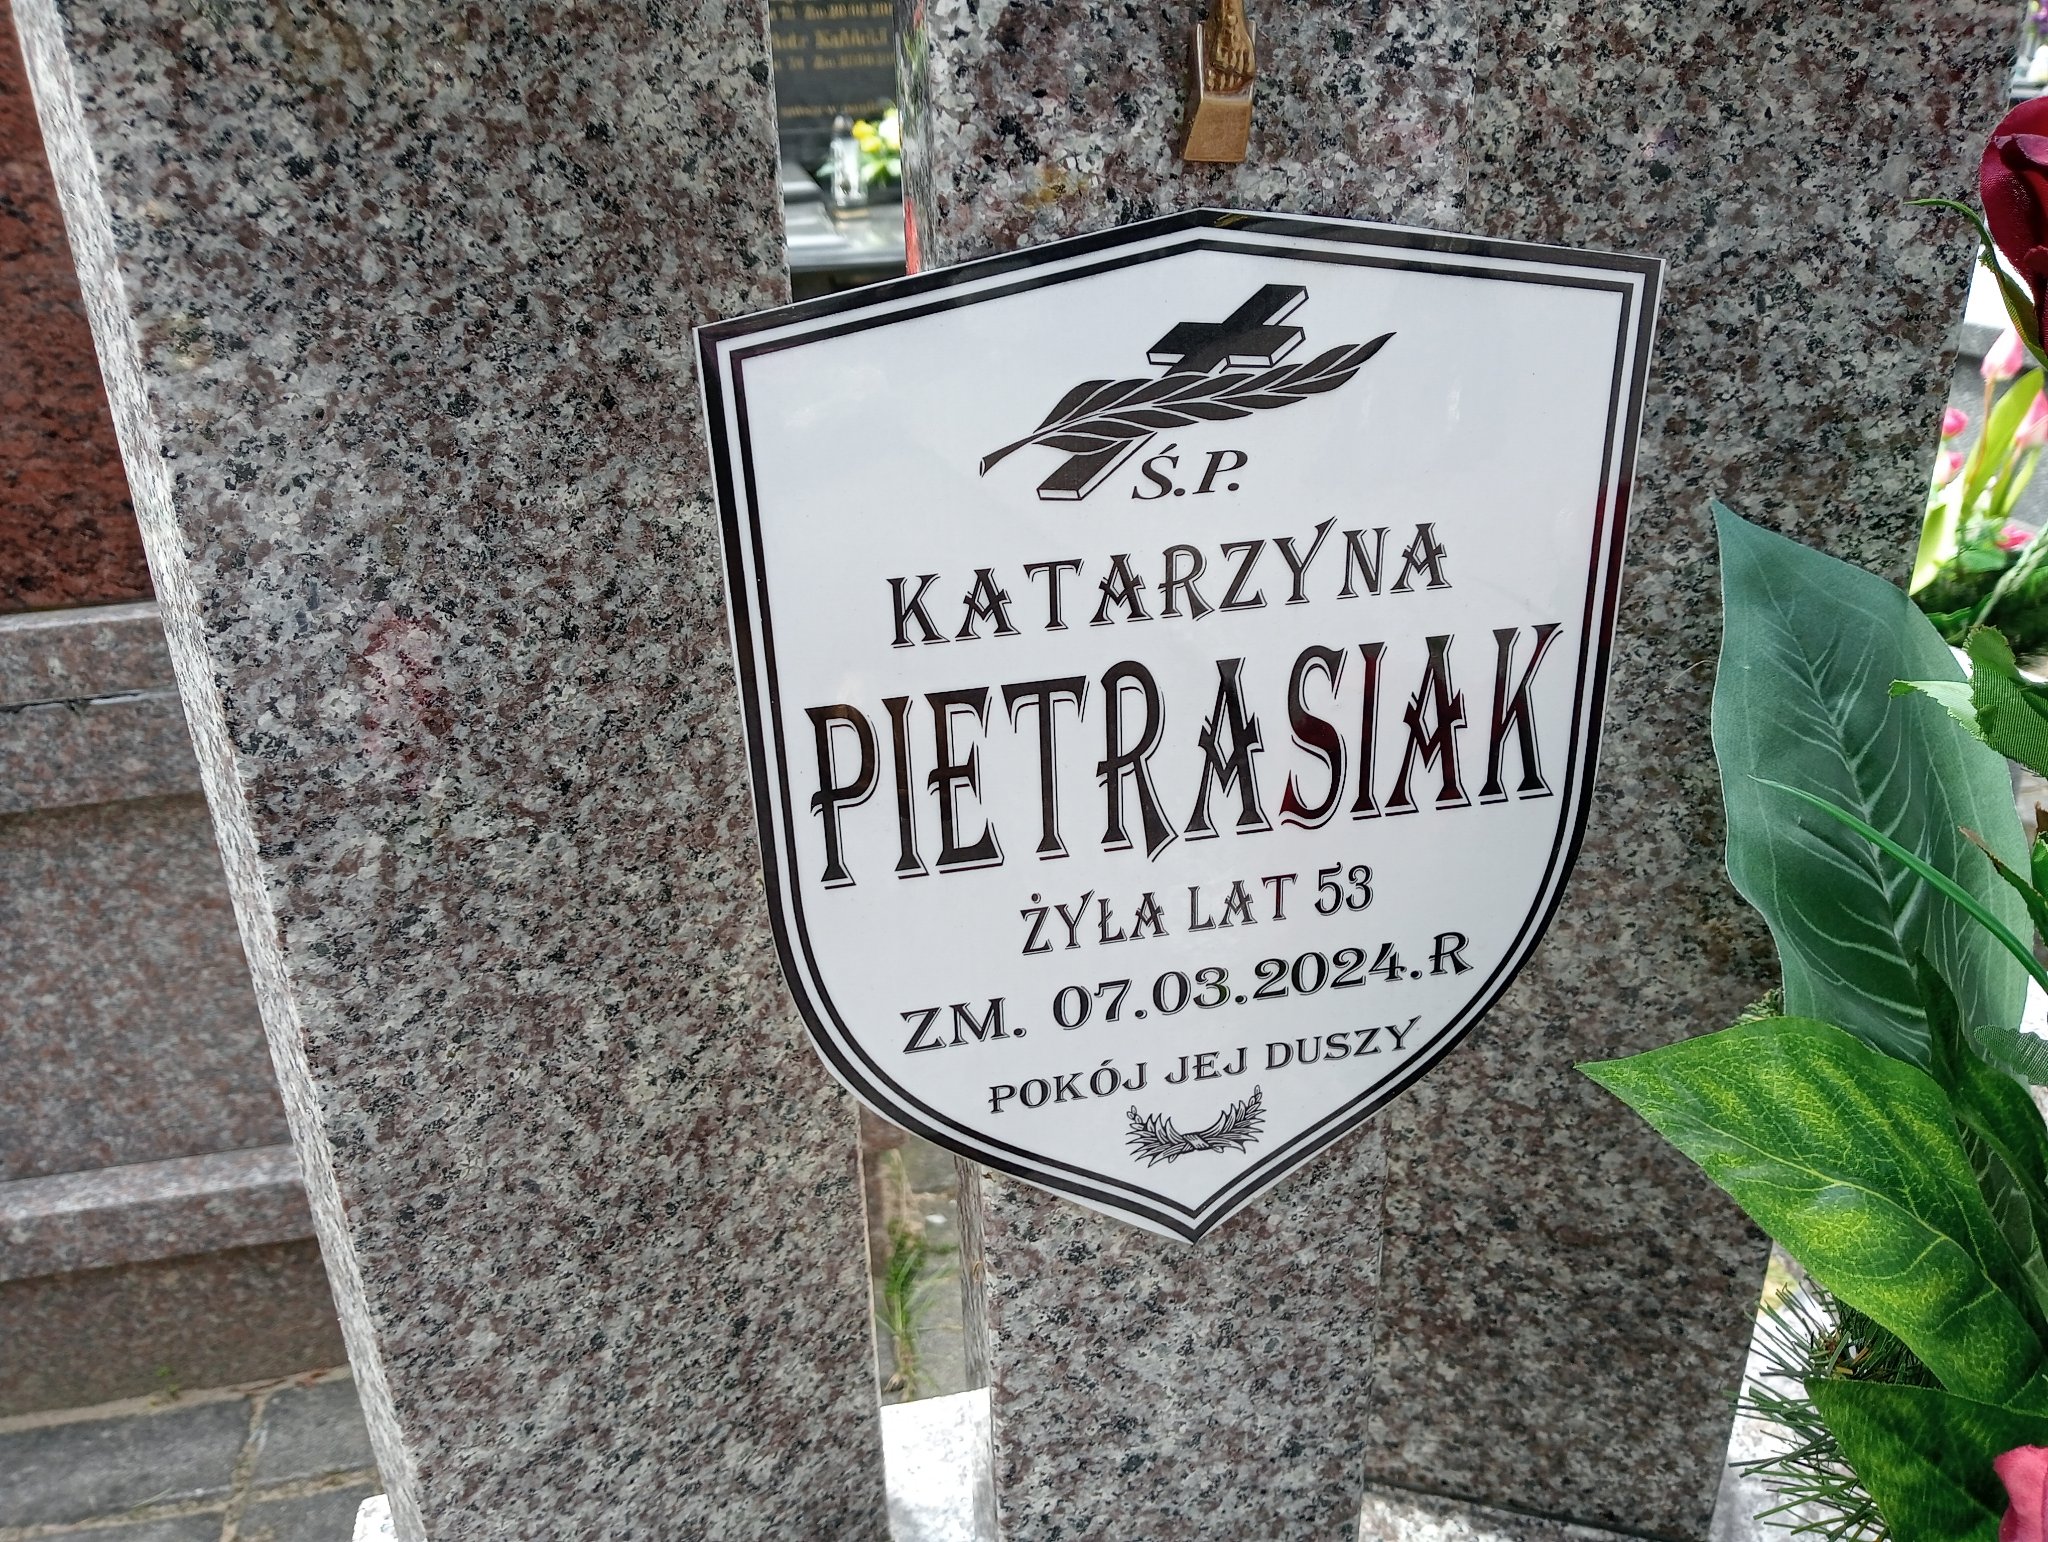 Ś.P.
KATARZYNA
PIETRASIAK
ŻYŁA LAT 53
ZM. 07.03.2024.R
POKÓJ JEJ DUSZY